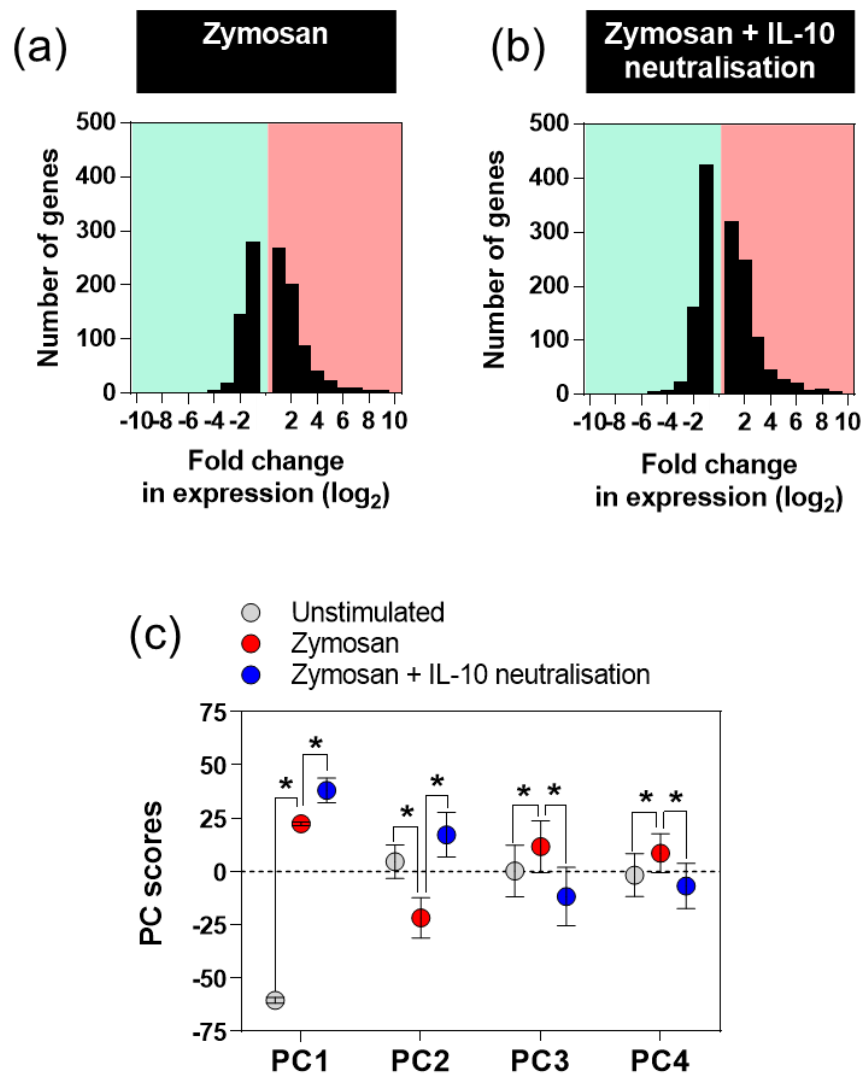 (a)
Zymosan
500
400
300
200
100
0
Number of genes
-10 -8 -6 -4 -2 2 4 6 8 10
Fold change
in expression (log2)
(b)
Zymosan + IL-10
neutralisation
500
400
300
200
100
0
Number of genes
-10 -8 -6 -4 -2 2 4 6 8 10
Fold change
in expression (log2)
(c)
Unstimulated
Zymosan
Zymosan + IL-10 neutralisation
75
50
25
0
-25
-50
-75
PC scores
* * * * * * * *
PC1 PC2 PC3 PC4